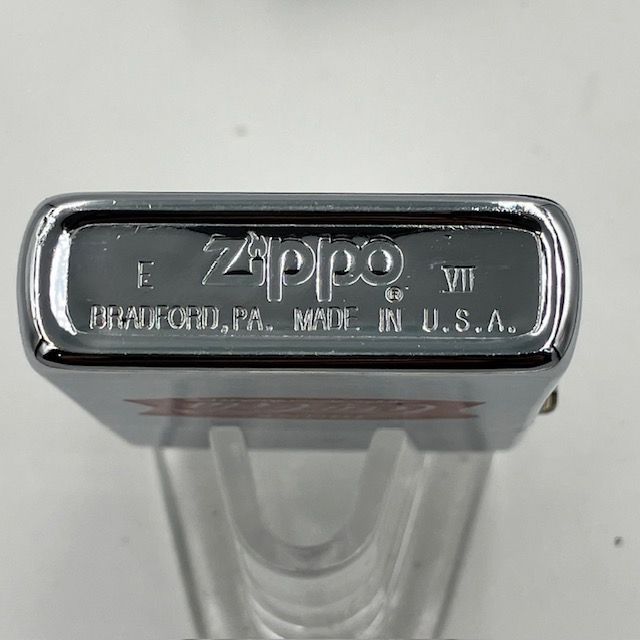 E Zippo® VII
BRADFORD, PA. MADE IN U.S.A.